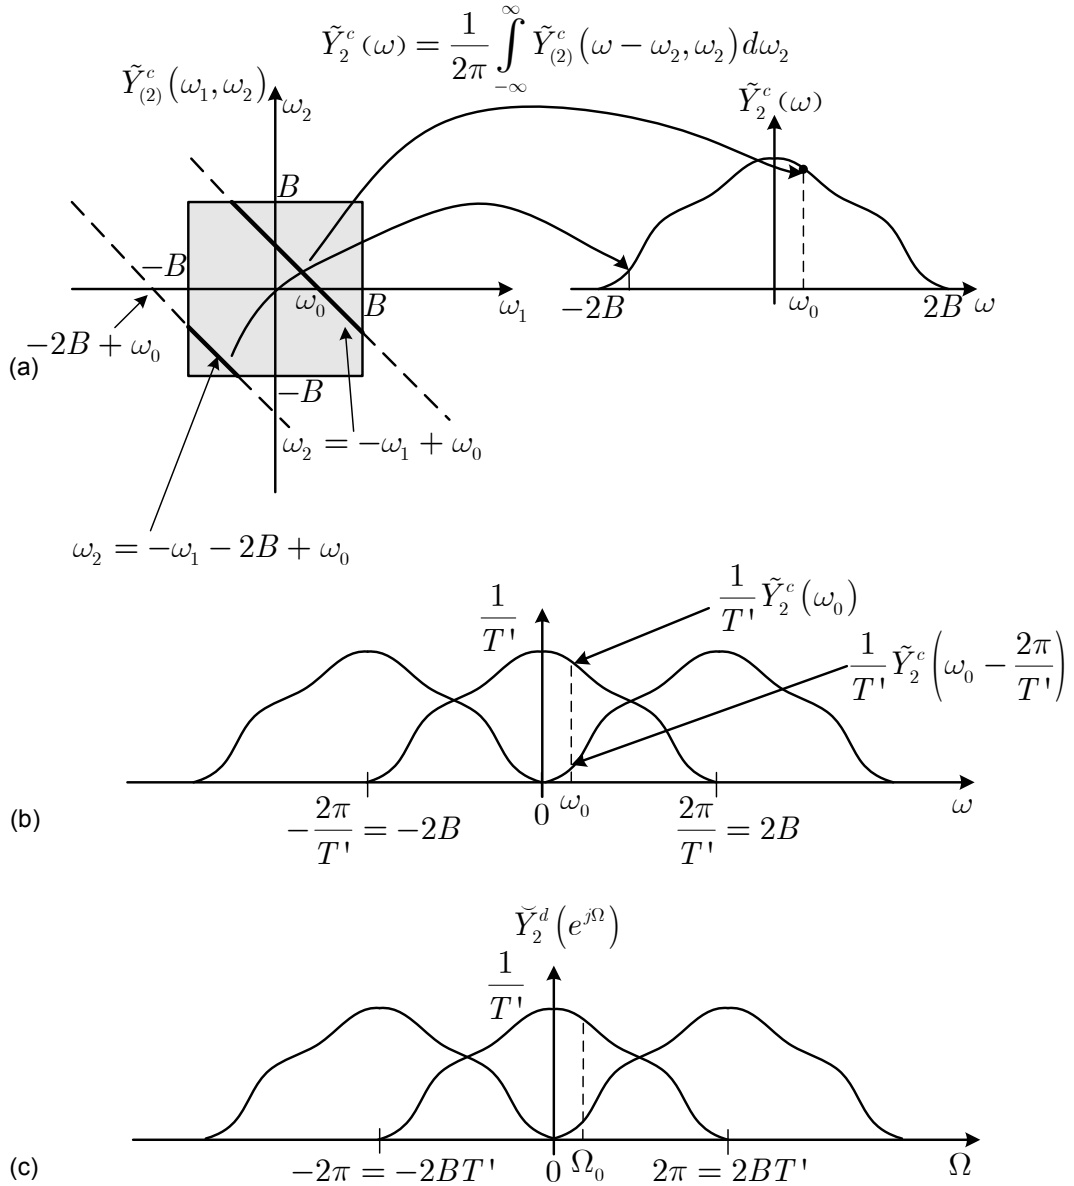 Ỹ₂ᶜ(ω) = 1/2π ∫_{-∞}^{∞} Ỹ₍₂₎ᶜ(ω − ω₂, ω₂)dω₂
Ỹ₍₂₎ᶜ(ω₁, ω₂)
ω₂
Ỹ₂ᶜ(ω)
B
−B
ω₀
B
ω₁
−2B
ω₀
2B
ω
−2B + ω₀
(a)
−B
ω₂ = −ω₁ + ω₀
ω₂ = −ω₁ − 2B + ω₀
1/T'
1/T' Ỹ₂ᶜ(ω₀)
1/T' Ỹ₂ᶜ(ω₀ − 2π/T')
(b)
−2π/T' = −2B
0
ω₀
2π/T' = 2B
ω
Y̆₂ᵈ(e^{jΩ})
1/T'
(c)
−2π = −2BT'
0
Ω₀
2π = 2BT'
Ω